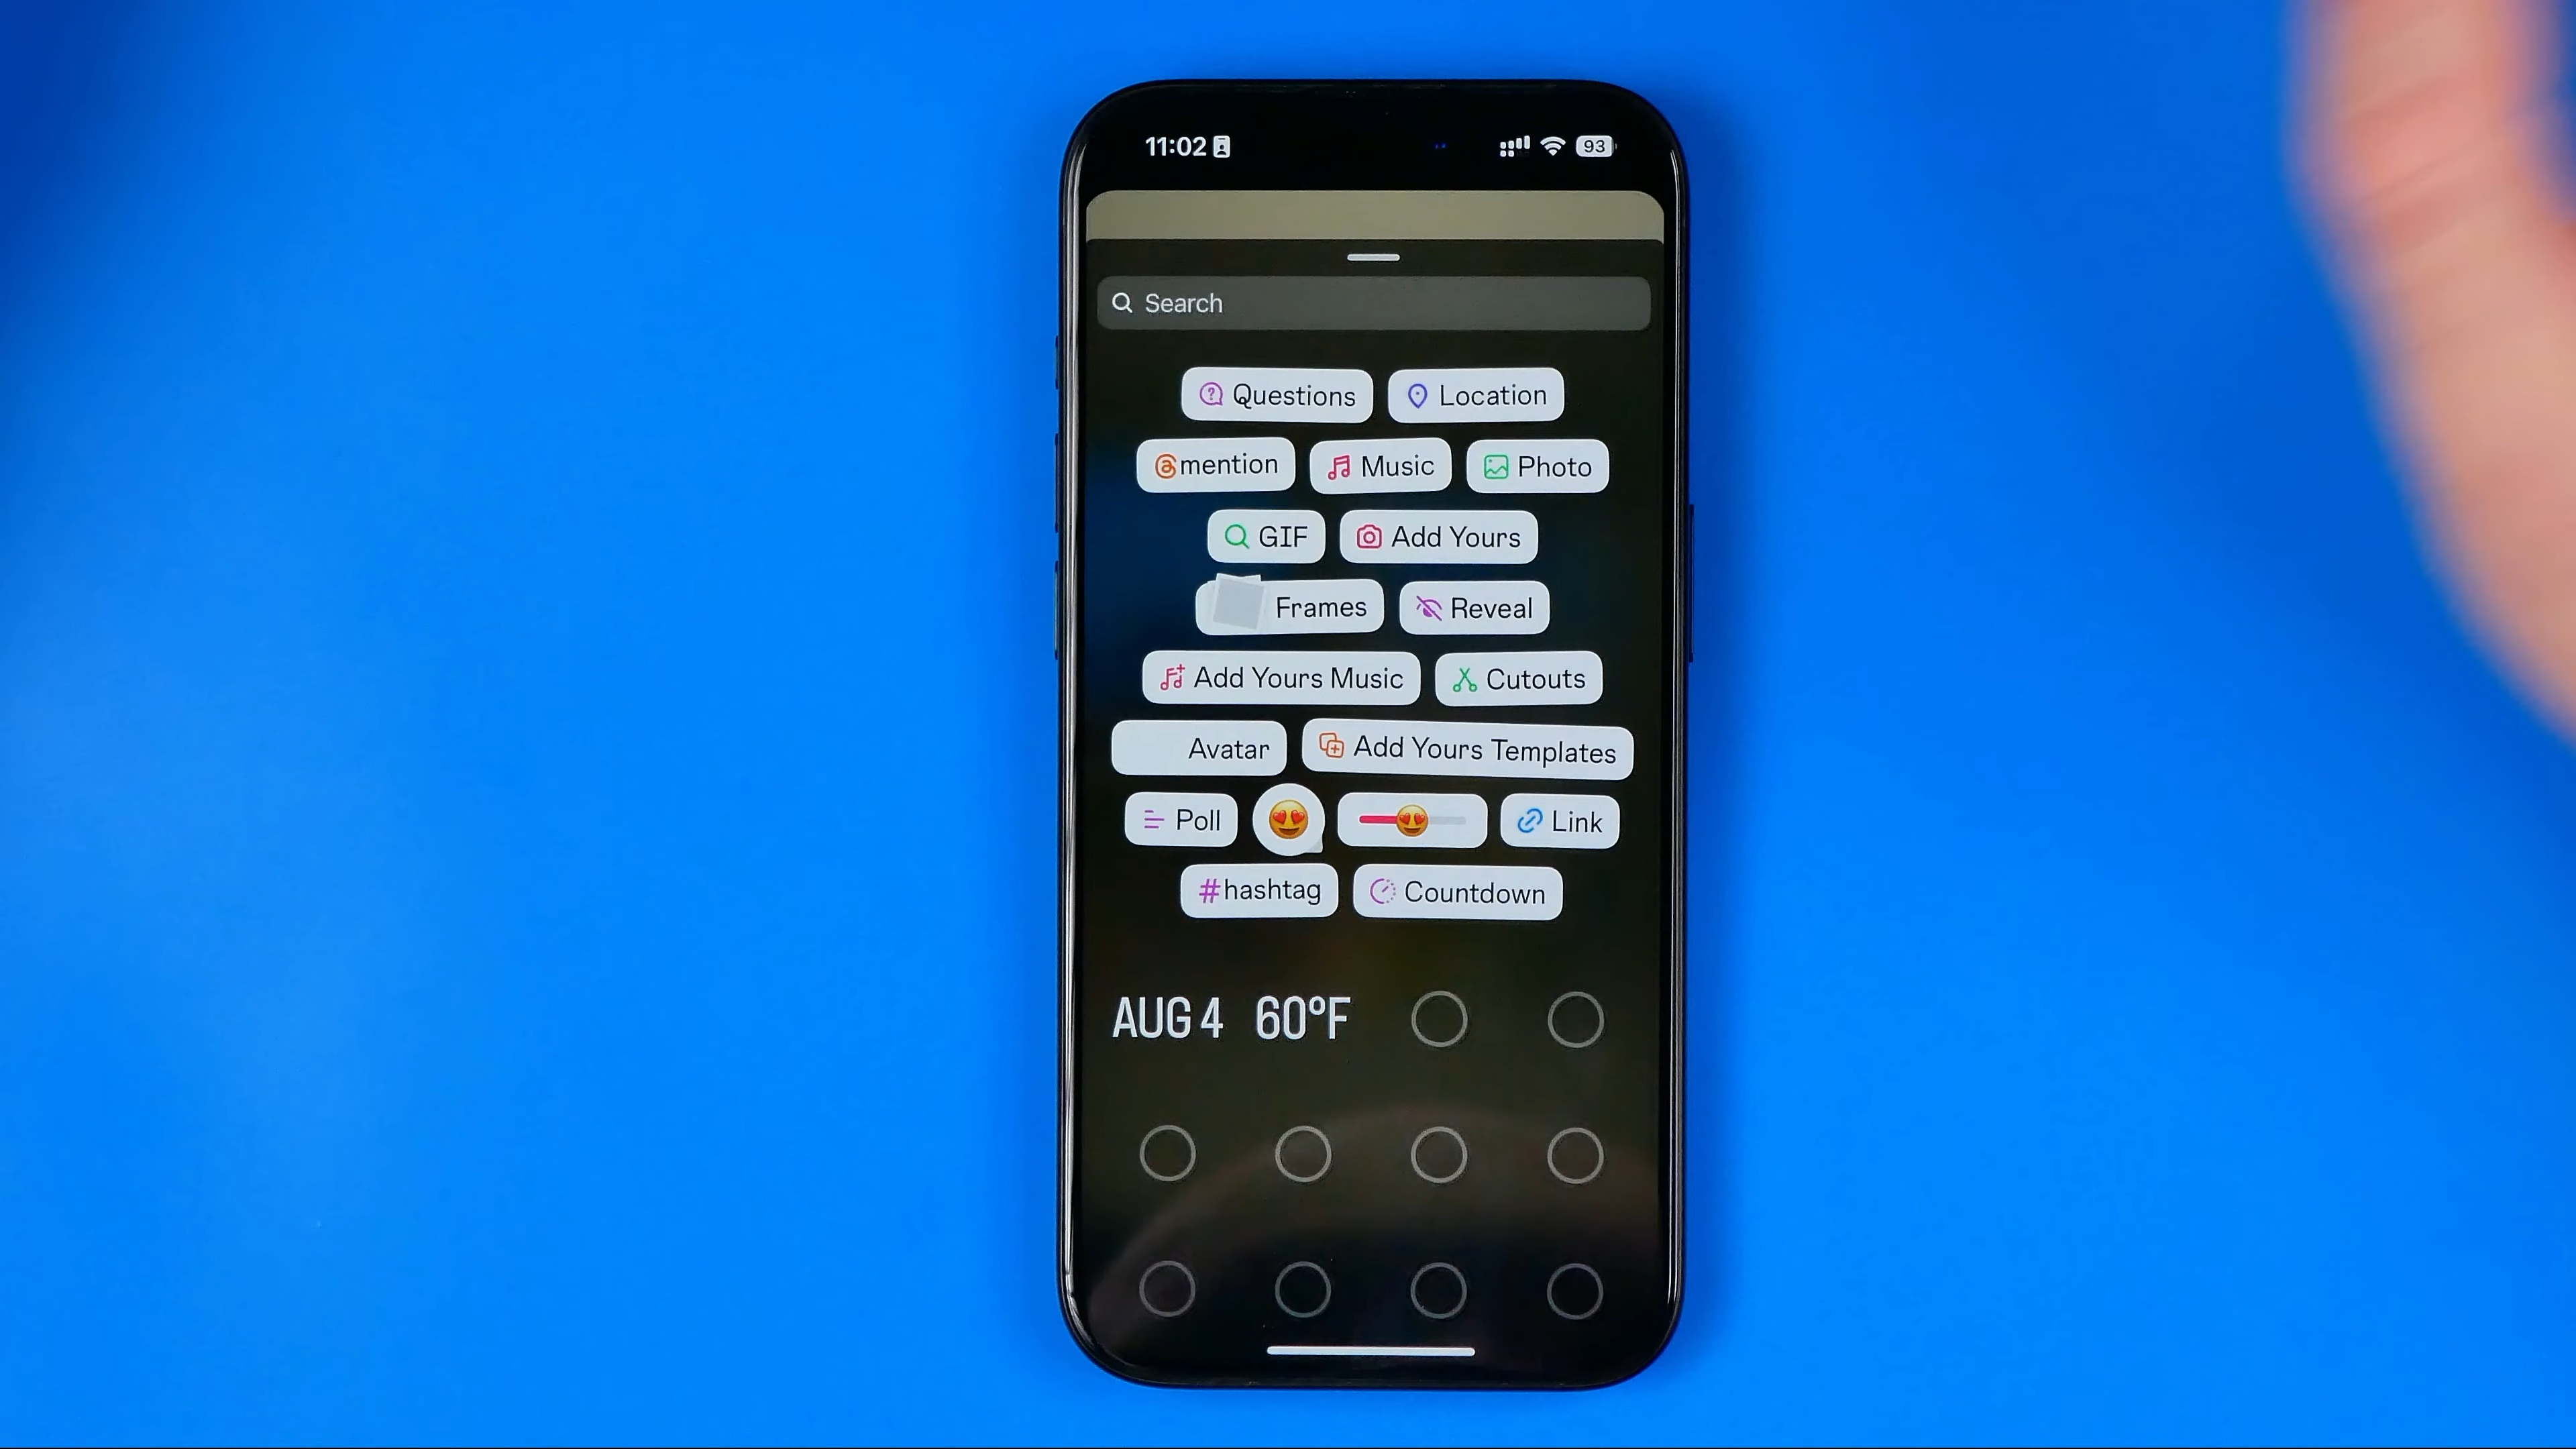 11:02 93
Search
Questions Location
@mention Music Photo
GIF Add Yours
Frames Reveal
Add Yours Music Cutouts
Avatar Add Yours Templates
Poll Link
#hashtag Countdown
AUG 4 60°F